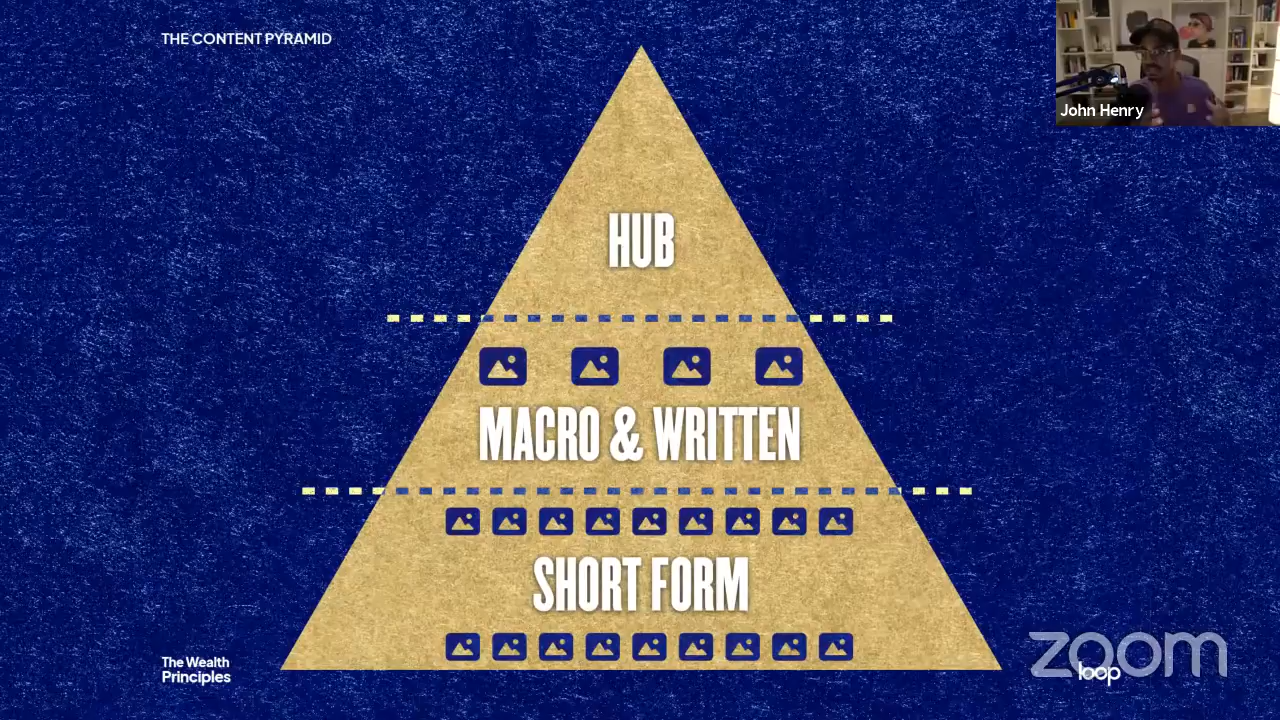 THE CONTENT PYRAMID
John Henry
HUB
MACRO & WRITTEN
SHORT FORM
The Wealth
Principles
zoom
loop